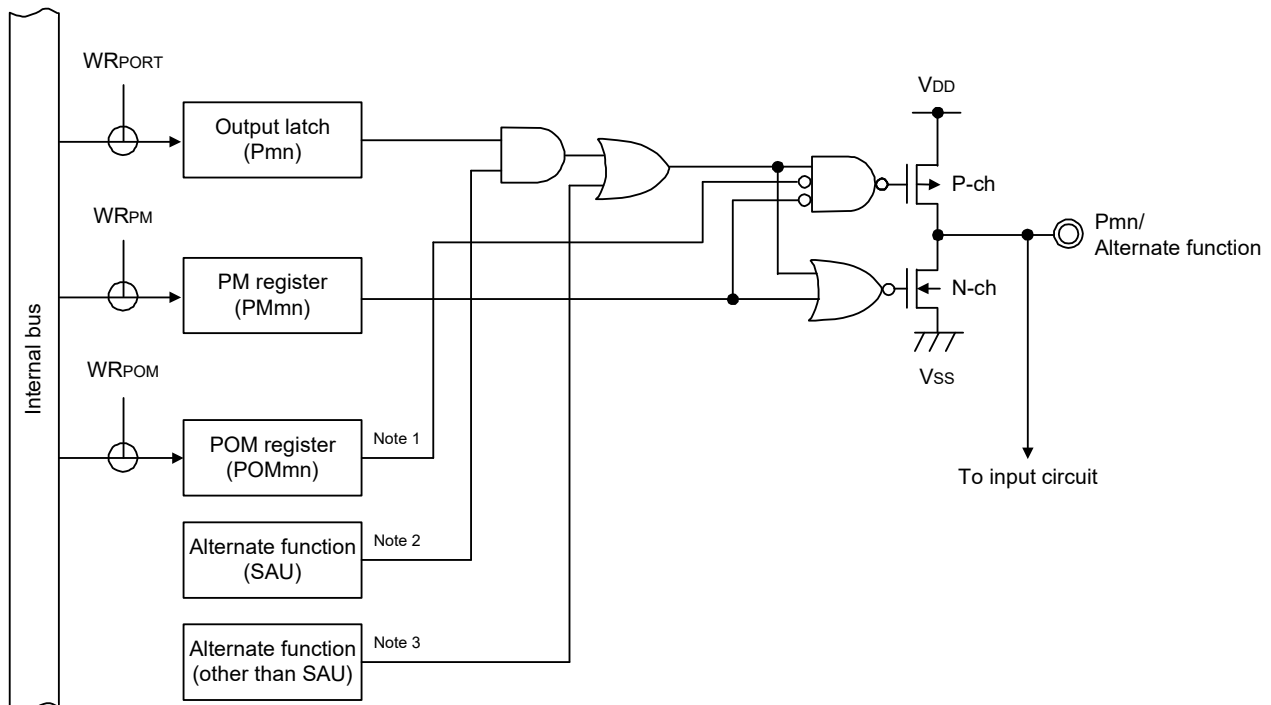 WRPORT
Output latch
(Pmn)
WRPM
PM register
(PMmn)
WRPOM
POM register
(POMmn)
Note 1
Alternate function
(SAU)
Note 2
Alternate function
(other than SAU)
Note 3
Internal bus
VDD
P-ch
Pmn/
Alternate function
N-ch
VSS
To input circuit